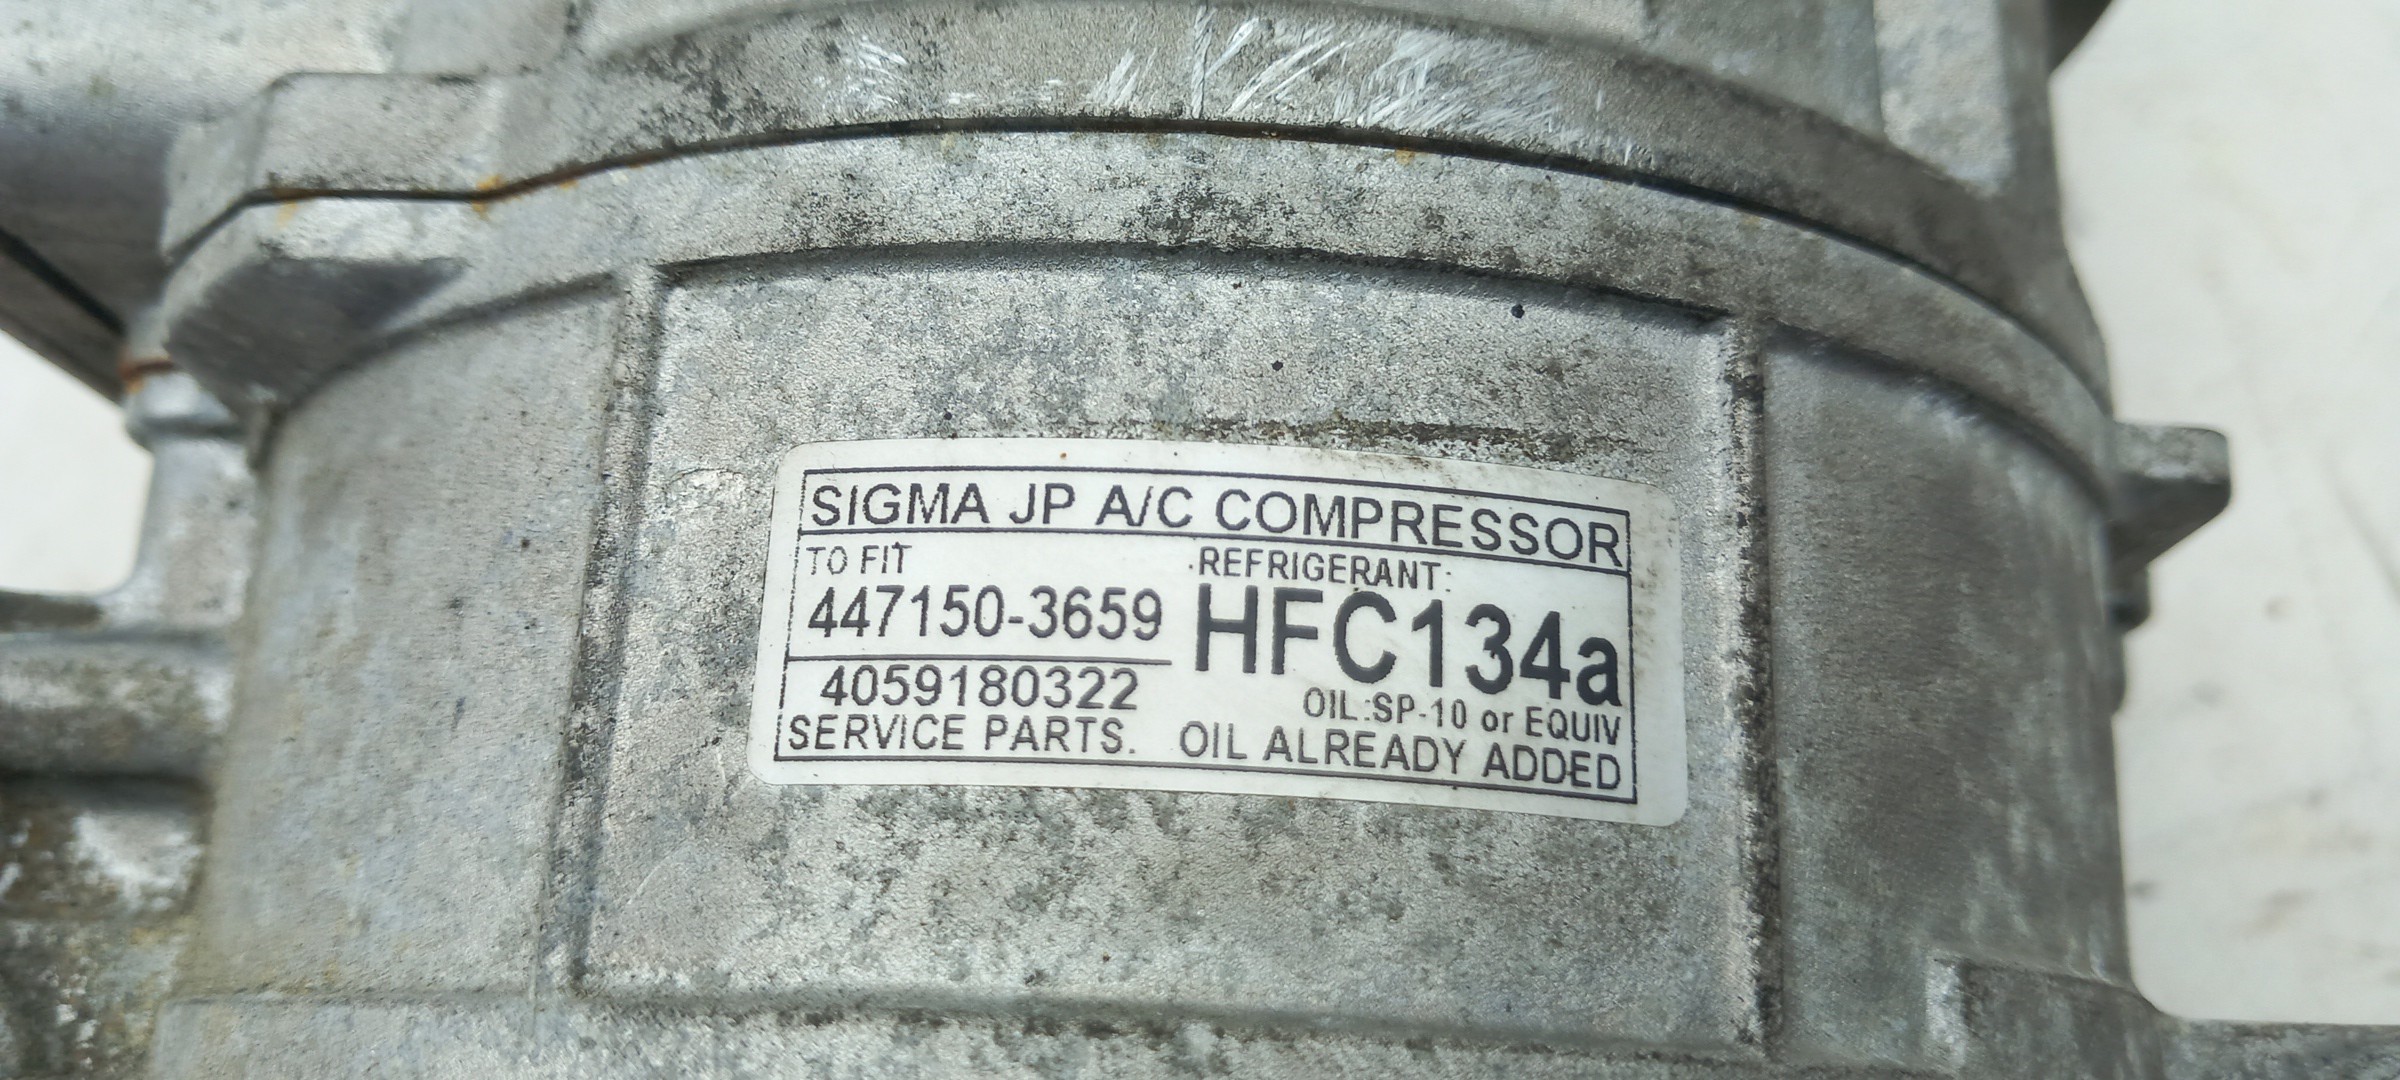 SIGMA JP A/C COMPRESSOR
TO FIT
447150-3659
4059180322
SERVICE PARTS.
REFRIGERANT:
HFC134a
OIL:SP-10 or EQUIV
OIL ALREADY ADDED